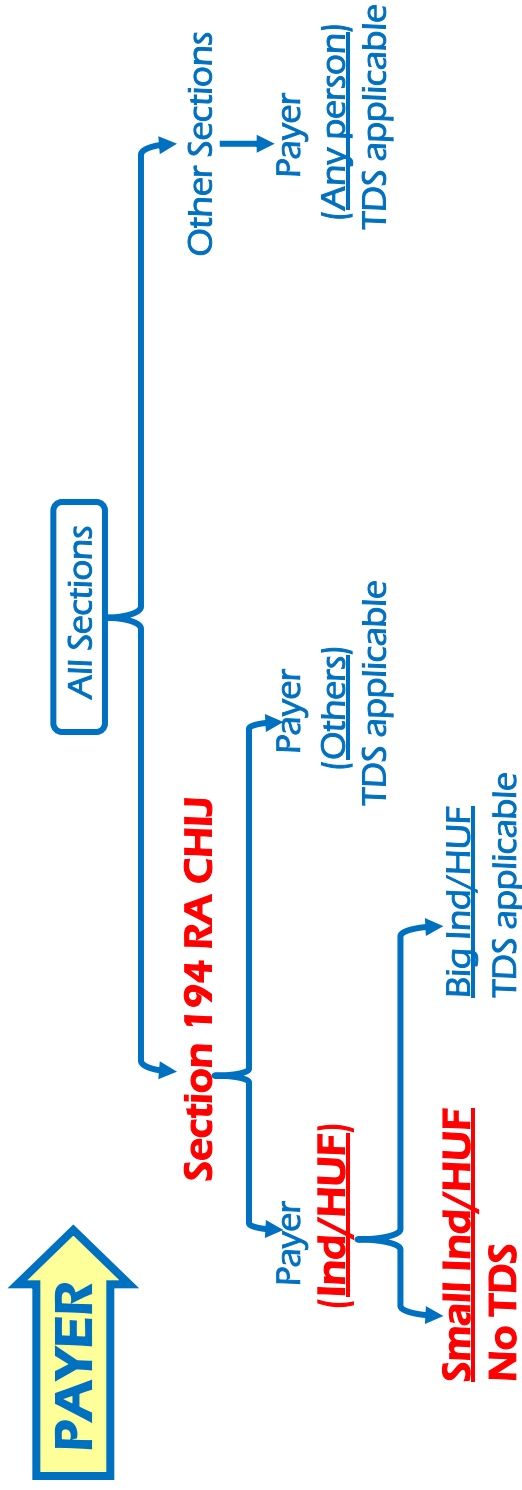 PAYER
All Sections
Section 194 RA CHIJ
Other Sections
Payer
(Ind/HUF)
Payer
(Others)
TDS applicable
Payer
(Any person)
TDS applicable
Small Ind/HUF
No TDS
Big Ind/HUF
TDS applicable